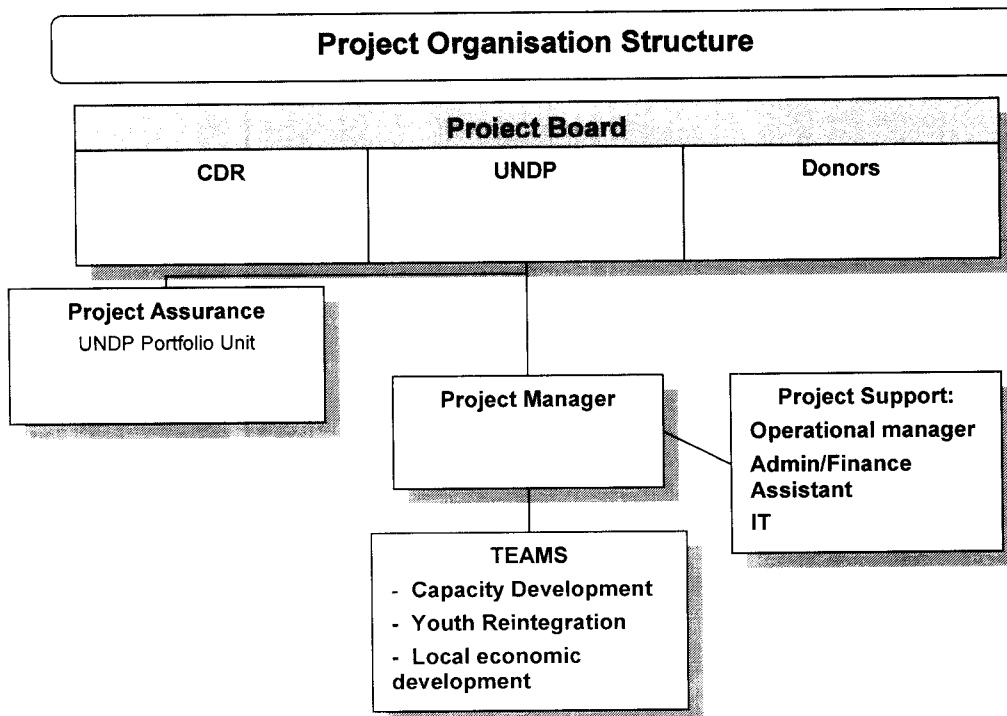 Project Organisation Structure
Project Board
CDR
UNDP
Donors
Project Assurance
UNDP Portfolio Unit
Project Manager
Project Support:
Operational manager
Admin/Finance
Assistant
IT
TEAMS
- Capacity Development
- Youth Reintegration
- Local economic
development